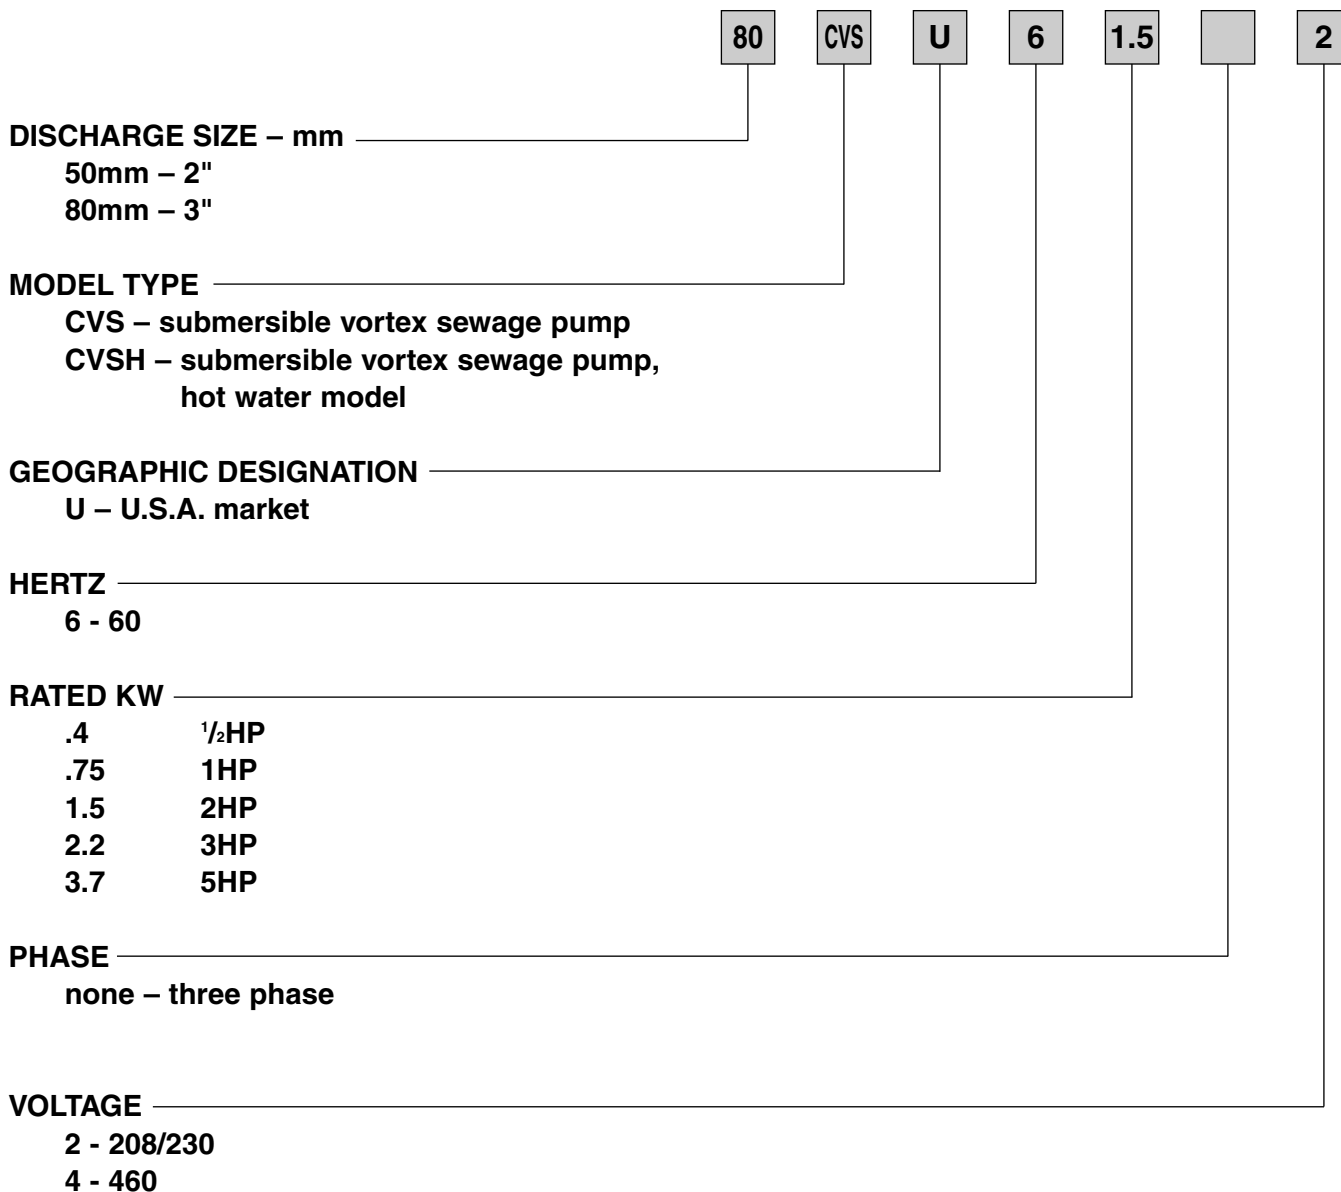 80 CVS U 6 1.5 2
DISCHARGE SIZE – mm
50mm – 2"
80mm – 3"
MODEL TYPE
CVS – submersible vortex sewage pump
CVSH – submersible vortex sewage pump,
hot water model
GEOGRAPHIC DESIGNATION
U – U.S.A. market
HERTZ
6 - 60
RATED KW
.4 1/2HP
.75 1HP
1.5 2HP
2.2 3HP
3.7 5HP
PHASE
none – three phase
VOLTAGE
2 - 208/230
4 - 460